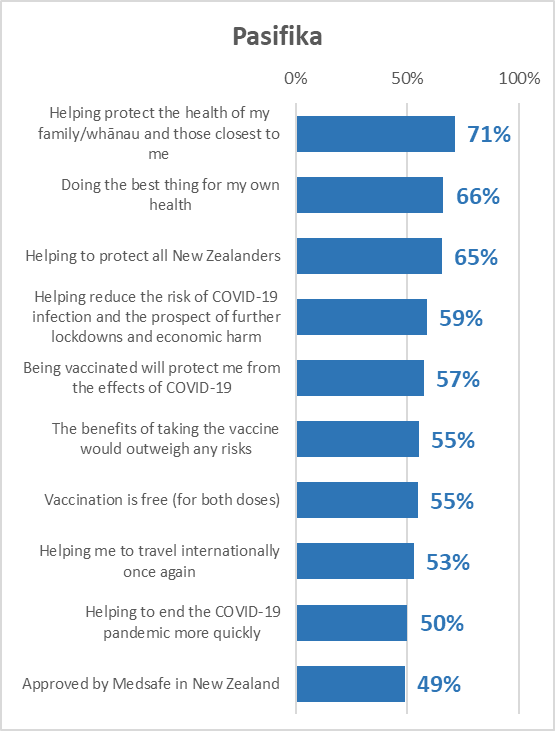 Pasifika
0% 50% 100%
Helping protect the health of my
family/whānau and those closest to
me
71%
Doing the best thing for my own
health
66%
Helping to protect all New Zealanders
65%
Helping reduce the risk of COVID-19
infection and the prospect of further
lockdowns and economic harm
59%
Being vaccinated will protect me from
the effects of COVID-19
57%
The benefits of taking the vaccine
would outweigh any risks
55%
Vaccination is free (for both doses)
55%
Helping me to travel internationally
once again
53%
Helping to end the COVID-19
pandemic more quickly
50%
Approved by Medsafe in New Zealand
49%